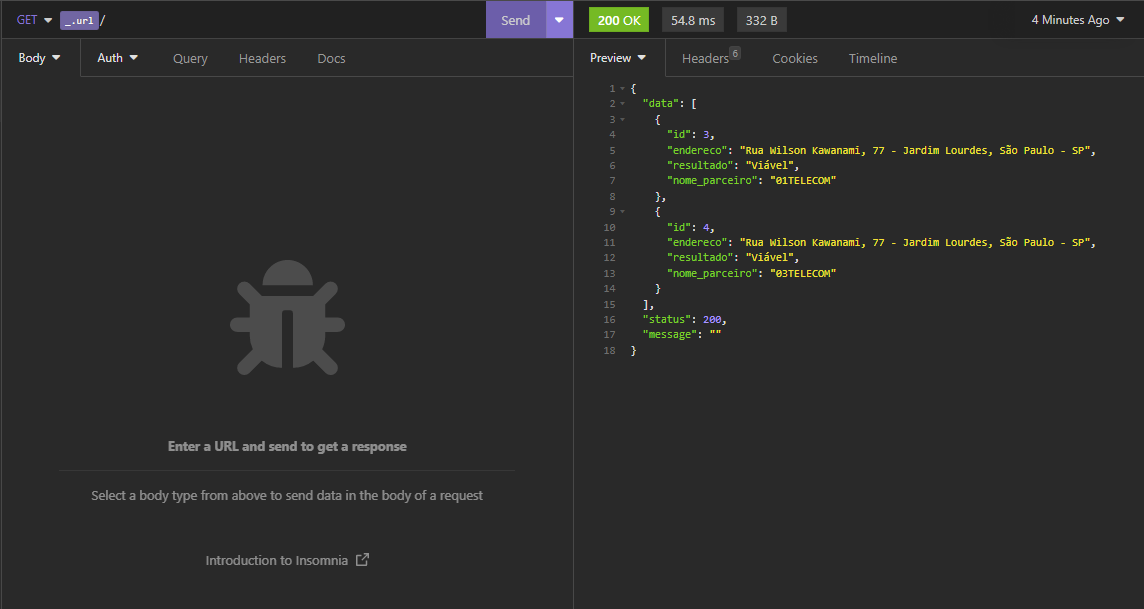 GET _.url / Send 200 OK 54.8 ms 332 B 4 Minutes Ago
Body Auth Query Headers Docs
Preview Headers 6 Cookies Timeline
1 {
2 "data": [
3 {
4 "id": 3,
5 "endereco": "Rua Wilson Kawanami, 77 - Jardim Lourdes, São Paulo - SP",
6 "resultado": "Viável",
7 "nome_parceiro": "01TELECOM"
8 },
9 {
10 "id": 4,
11 "endereco": "Rua Wilson Kawanami, 77 - Jardim Lourdes, São Paulo - SP",
12 "resultado": "Viável",
13 "nome_parceiro": "03TELECOM"
14 }
15 ],
16 "status": 200,
17 "message": ""
18 }
Enter a URL and send to get a response
Select a body type from above to send data in the body of a request
Introduction to Insomnia